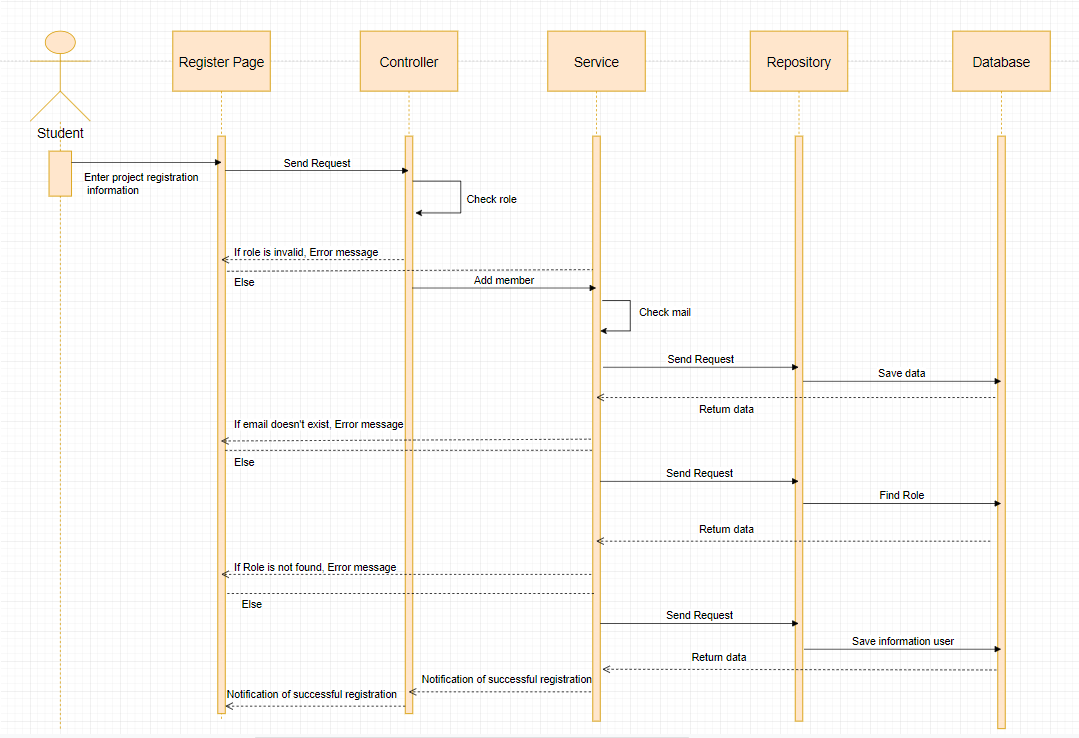 Register Page
Controller
Service
Repository
Database
Student
Enter project registration
information
Send Request
Check role
If role is invalid, Error message
Else
Add member
Check mail
Send Request
Save data
Return data
If email doesn't exist, Error message
Else
Send Request
Find Role
Return data
If Role is not found, Error message
Else
Send Request
Save information user
Return data
Notification of successful registration
Notification of successful registration